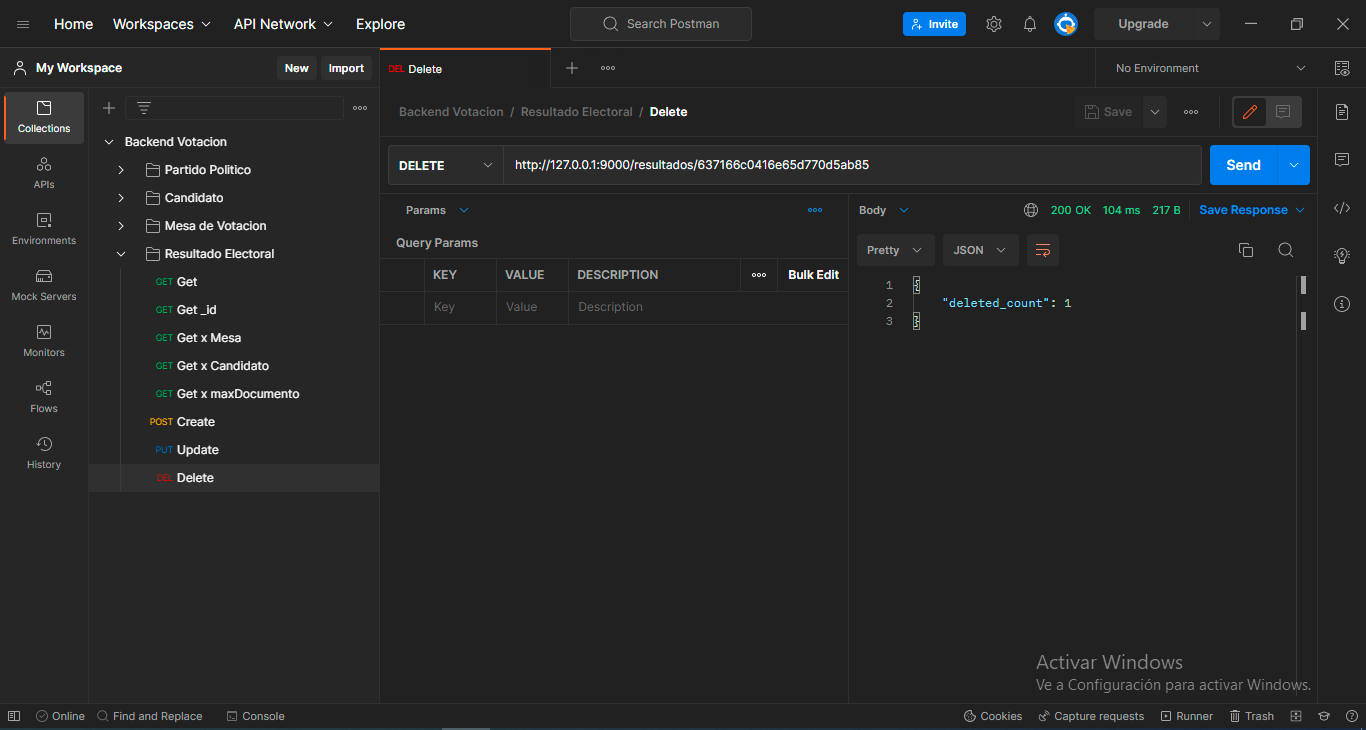 Home Workspaces API Network Explore Search Postman Invite Upgrade
My Workspace New Import DEL Delete No Environment
Collections
APIs
Environments
Mock Servers
Monitors
Flows
History
Backend Votacion
Partido Politico
Candidato
Mesa de Votacion
Resultado Electoral
GET Get
GET Get _id
GET Get x Mesa
GET Get x Candidato
GET Get x maxDocumento
POST Create
PUT Update
DEL Delete
Backend Votacion / Resultado Electoral / Delete Save
DELETE http://127.0.0.1:9000/resultados/637166c0416e65d770d5ab85 Send
Params
Query Params
KEY VALUE DESCRIPTION Bulk Edit
Key Value Description
Body 200 OK 104 ms 217 B Save Response
Pretty JSON
1 {
2 "deleted_count": 1
3 }
Activar Windows
Ve a Configuración para activar Windows.
Online Find and Replace Console Cookies Capture requests Runner Trash